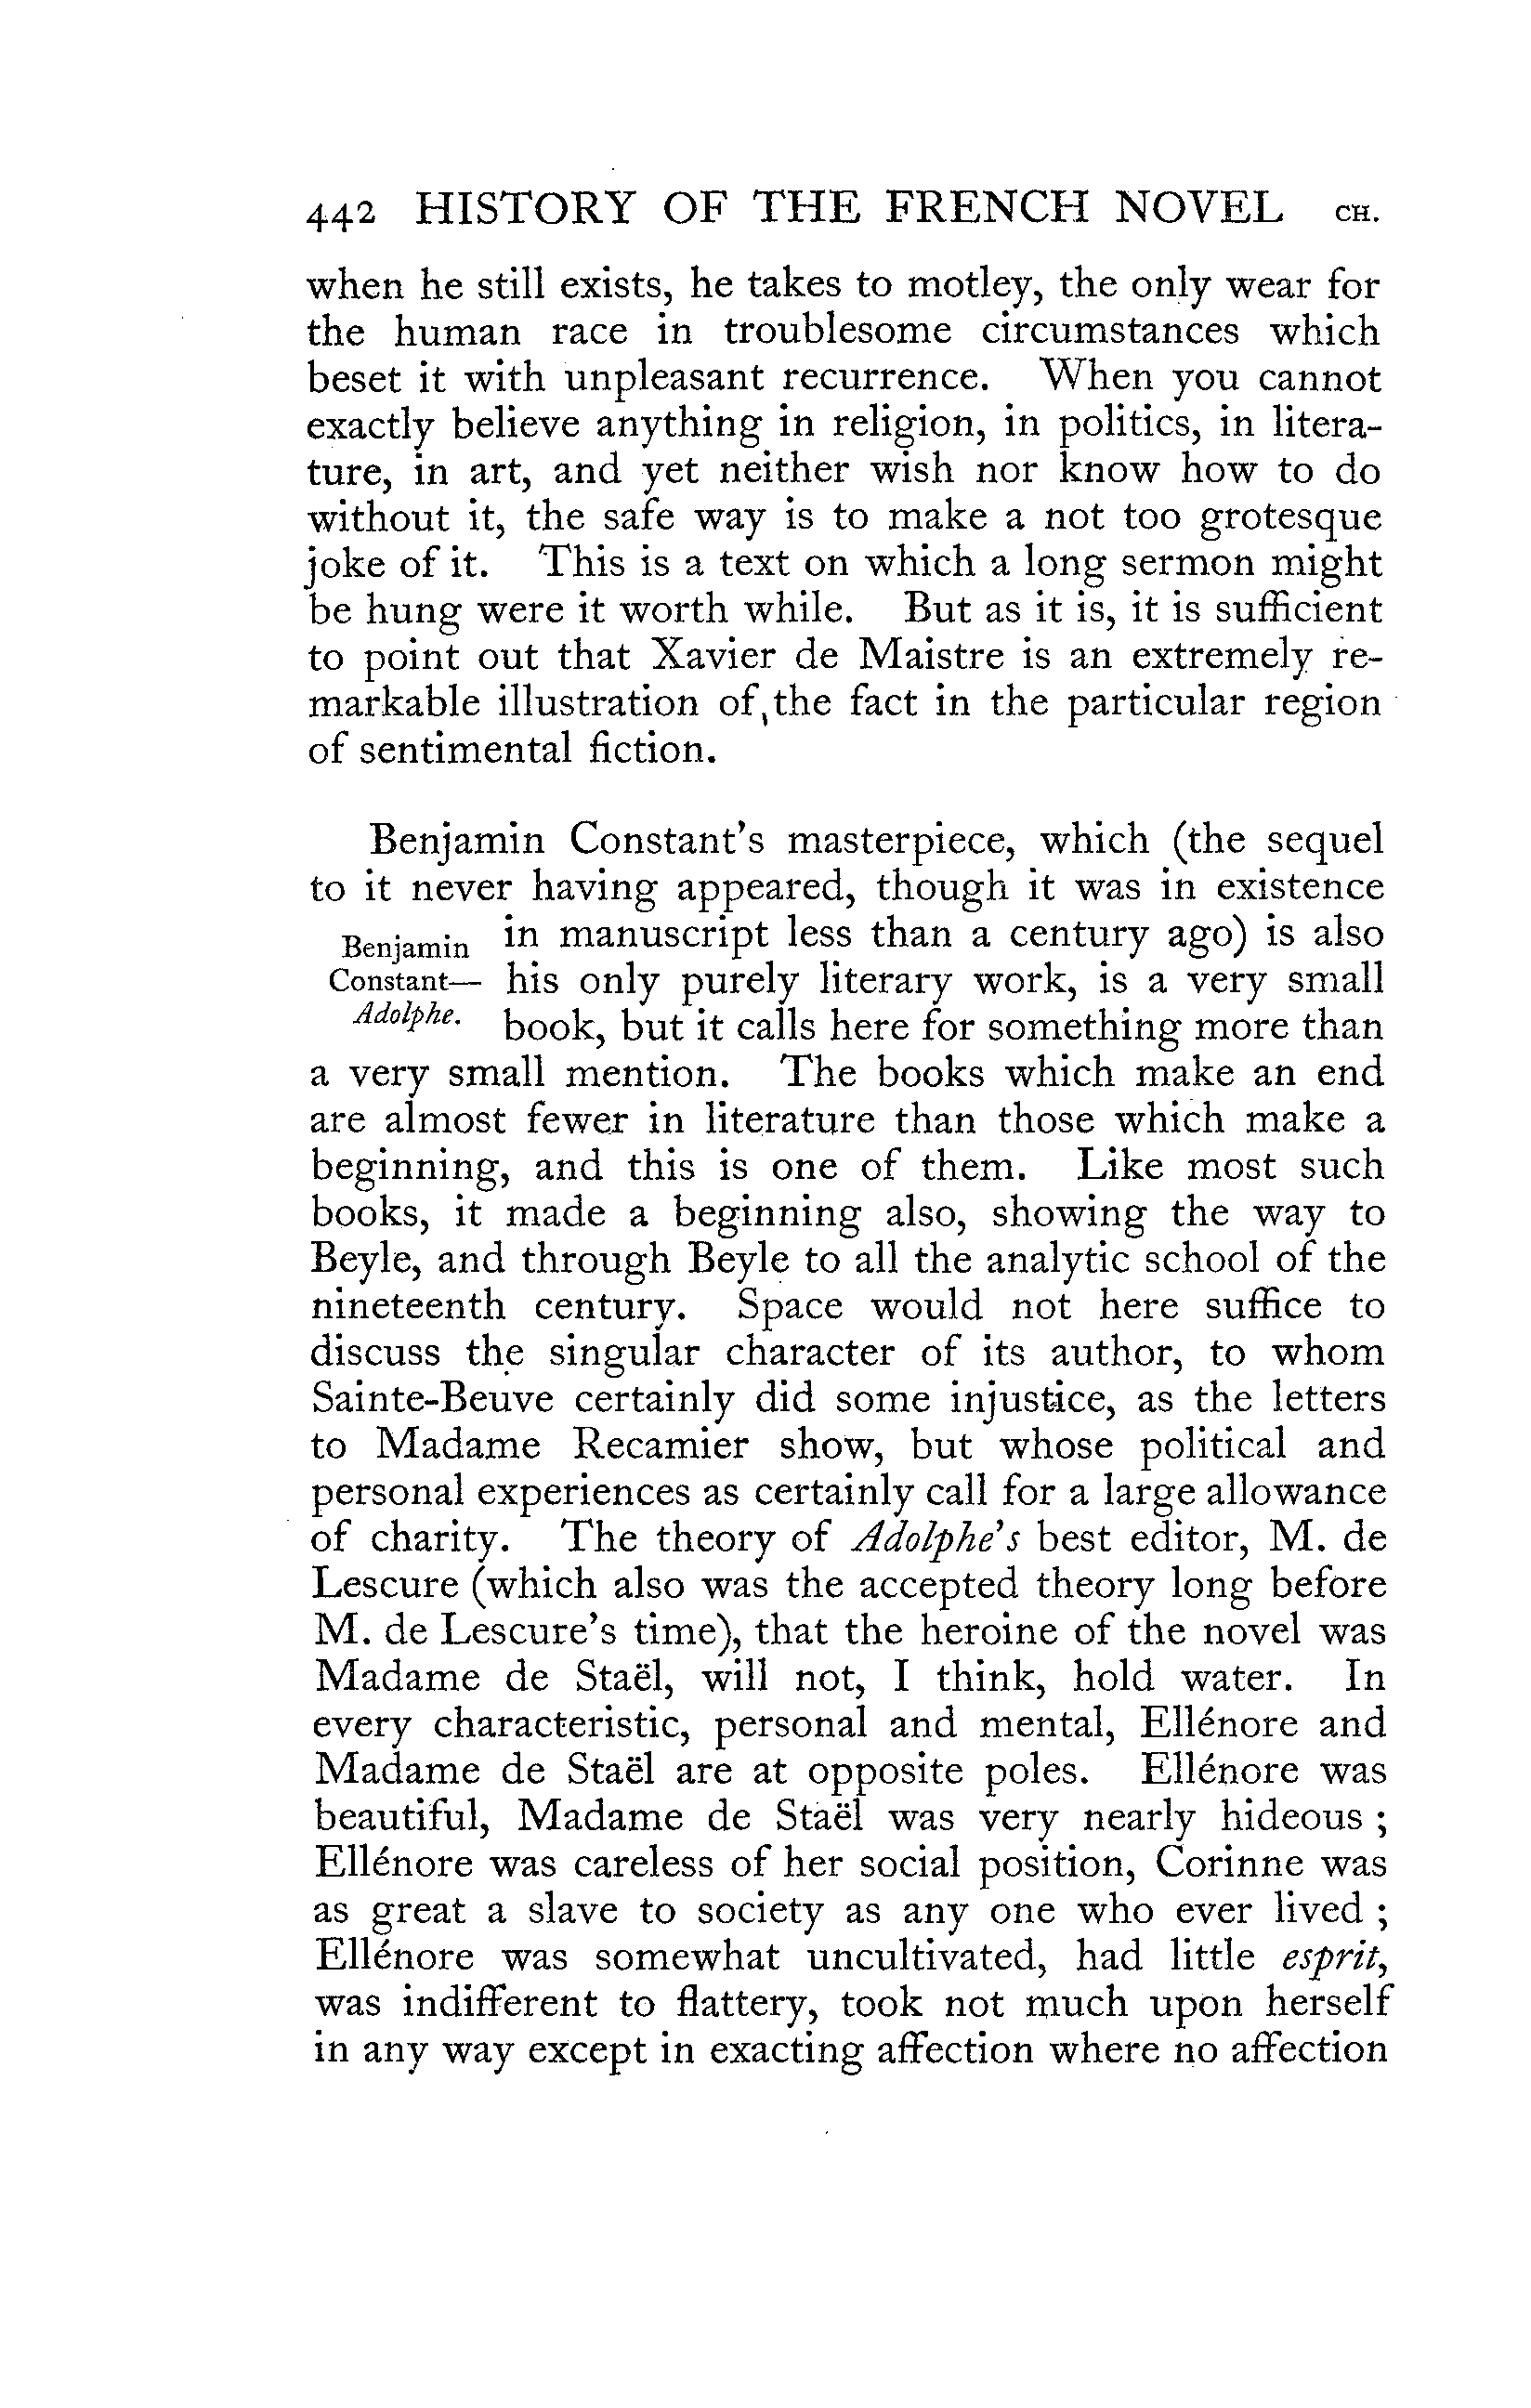 442 HISTORY OF THE FRENCH NOVEL CH.
when he still exists, he takes to motley, the only wear for
the human race in troublesome circumstances which
beset it with unpleasant recurrence. When you cannot
exactly believe anything in religion, in politics, in litera-
ture, in art, and yet neither wish nor know how to do
without it, the safe way is to make a not too grotesque
joke of it. This is a text on which a long sermon might
be hung were it worth while. But as it is, it is sufficient
to point out that Xavier de Maistre is an extremely re-
markable illustration of the fact in the particular region
of sentimental fiction.
Benjamin Constant's masterpiece, which (the sequel
to it never having appeared, though it was in existence
in manuscript less than a century ago) is also
his only purely literary work, is a very small
book, but it calls here for something more than
Benjamin
Constant—
Adolphe.
a very small mention. The books which make an end
are almost fewer in literature than those which make a
beginning, and this is one of them. Like most such
books, it made a beginning also, showing the way to
Beyle, and through Beyle to all the analytic school of the
nineteenth century. Space would not here suffice to
discuss the singular character of its author, to whom
Sainte-Beuve certainly did some injustice, as the letters
to Madame Recamier show, but whose political and
personal experiences as certainly call for a large allowance
of charity. The theory of Adolphe's best editor, M. de
Lescure (which also was the accepted theory long before
M. de Lescure's time), that the heroine of the novel was
Madame de Staël, will not, I think, hold water. In
every characteristic, personal and mental, Ellénore and
Madame de Staël are at opposite poles. Ellénore was
beautiful, Madame de Staël was very nearly hideous ;
Ellénore was careless of her social position, Corinne was
as great a slave to society as any one who ever lived ;
Ellénore was somewhat uncultivated, had little esprit,
was indifferent to flattery, took not much upon herself
in any way except in exacting affection where no affection